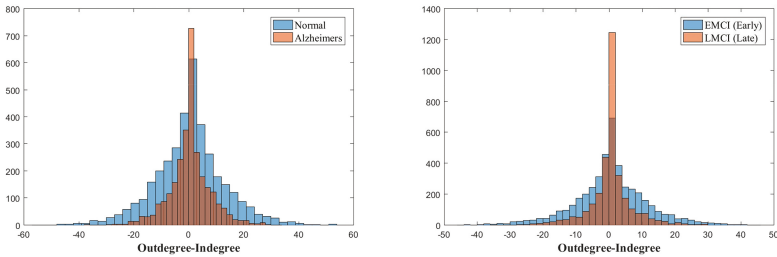 800
700
600
500
400
300
200
100
0
-60 -40 -20 0 20 40 60
Outdegree-Indegree
Normal
Alzheimers
1400
1200
1000
800
600
400
200
0
-50 -40 -30 -20 -10 0 10 20 30 40 50
Outdegree-Indegree
EMCI (Early)
LMCI (Late)